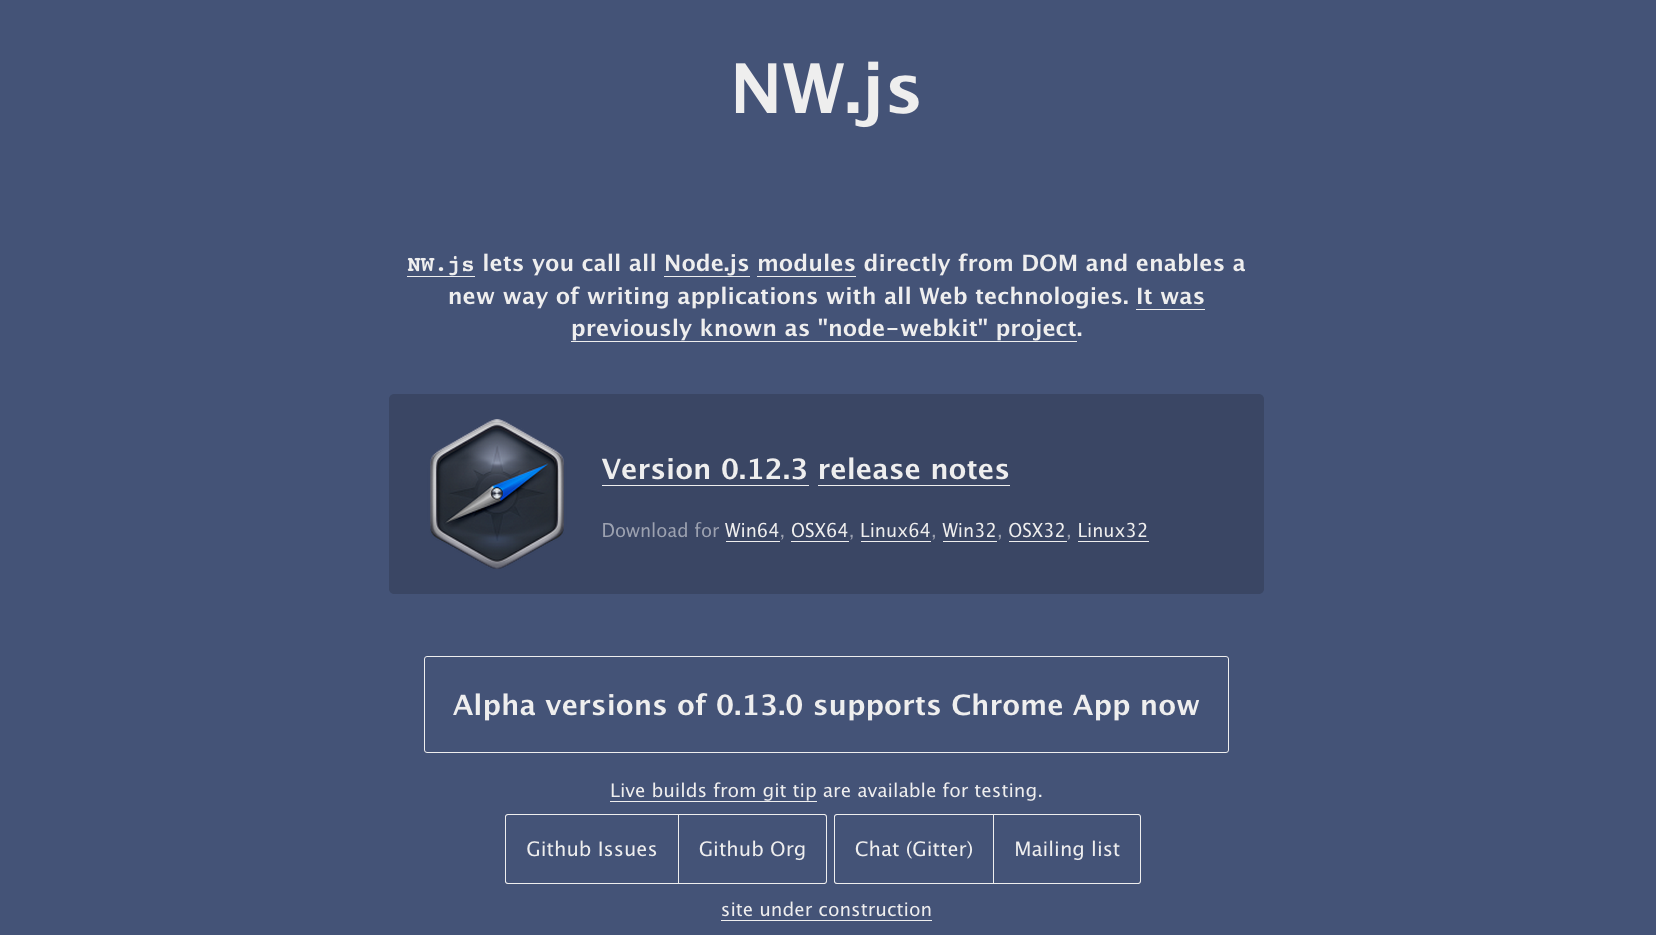 NW.js
NW.js lets you call all Node.js modules directly from DOM and enables a
new way of writing applications with all Web technologies. It was
previously known as "node-webkit" project.
Version 0.12.3 release notes
Download for Win64, OSX64, Linux64, Win32, OSX32, Linux32
Alpha versions of 0.13.0 supports Chrome App now
Live builds from git tip are available for testing.
Github Issues Github Org Chat (Gitter) Mailing list
site under construction